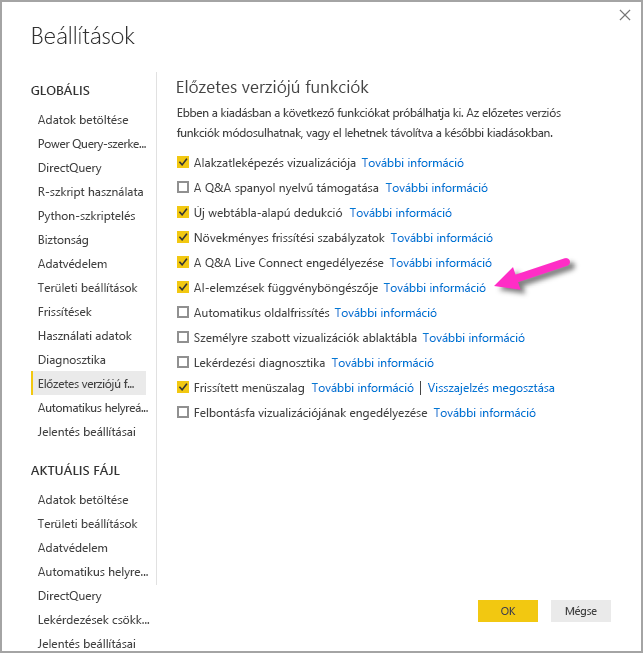 Beállítások
GLOBÁLIS
Adatok betöltése
Power Query-szerke...
DirectQuery
R-szkript használata
Python-szkriptelés
Biztonság
Adatvédelem
Területi beállítások
Frissítések
Használati adatok
Diagnosztika
Előzetes verziójú f...
Automatikus helyreá...
Jelentés beállításai
AKTUÁLIS FÁJL
Adatok betöltése
Területi beállítások
Adatvédelem
Automatikus helyre...
DirectQuery
Lekérdezések csökk...
Jelentés beállításai
Előzetes verziójú funkciók
Ebben a kiadásban a következő funkciókat próbálhatja ki. Az előzetes verziós
funkciók módosulhatnak, vagy el lehetnek távolítva a későbbi kiadásokban.
Alakzatleképezés vizualizációja További információ
A Q&A spanyol nyelvű támogatása További információ
Új webtábla-alapú dedukció További információ
Növekményes frissítési szabályzatok További információ
A Q&A Live Connect engedélyezése További információ
AI-elemzések függvényböngészője További információ
Automatikus oldalfrissítés További információ
Személyre szabott vizualizációk ablaktábla További információ
Lekérdezési diagnosztika További információ
Frissített menüszalag További információ | Visszajelzés megosztása
Felbontásfa vizualizációjának engedélyezése További információ
OK
Mégse